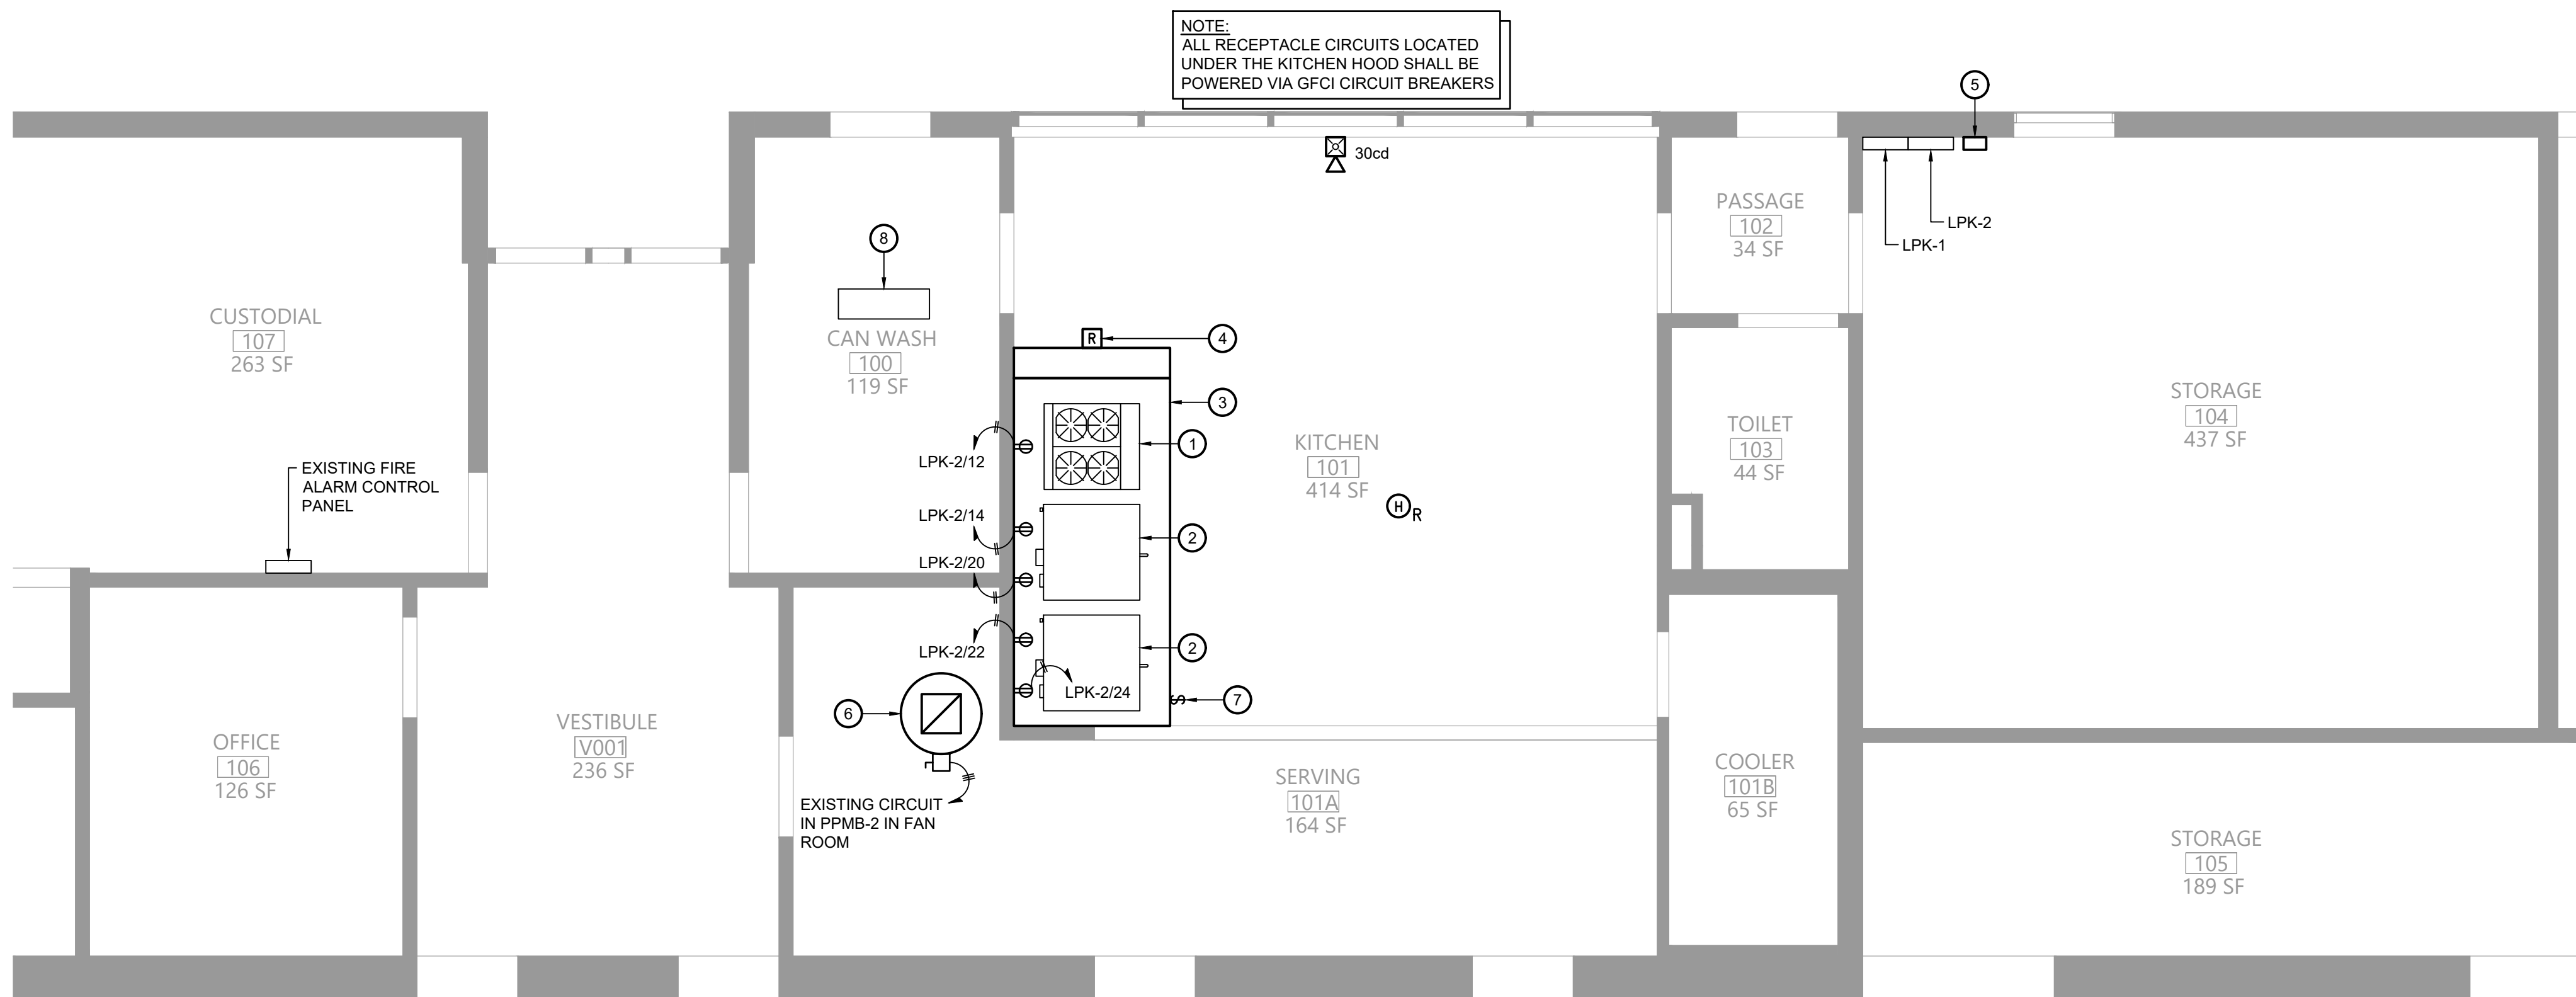 NOTE:
ALL RECEPTACLE CIRCUITS LOCATED
UNDER THE KITCHEN HOOD SHALL BE
POWERED VIA GFCI CIRCUIT BREAKERS
5
30cd
PASSAGE
102
34 SF
LPK-2
LPK-1
8
CUSTODIAL
107
263 SF
CAN WASH
100
119 SF
R
4
3
1
LPK-2/12
KITCHEN
101
414 SF
STORAGE
104
437 SF
TOILET
103
44 SF
EXISTING FIRE
ALARM CONTROL
PANEL
H
R
LPK-2/14
2
LPK-2/20
LPK-2/22
2
LPK-2/24
S
7
6
OFFICE
106
126 SF
VESTIBULE
V001
236 SF
EXISTING CIRCUIT
IN PPMB-2 IN FAN
ROOM
SERVING
101A
164 SF
COOLER
101B
65 SF
STORAGE
105
189 SF